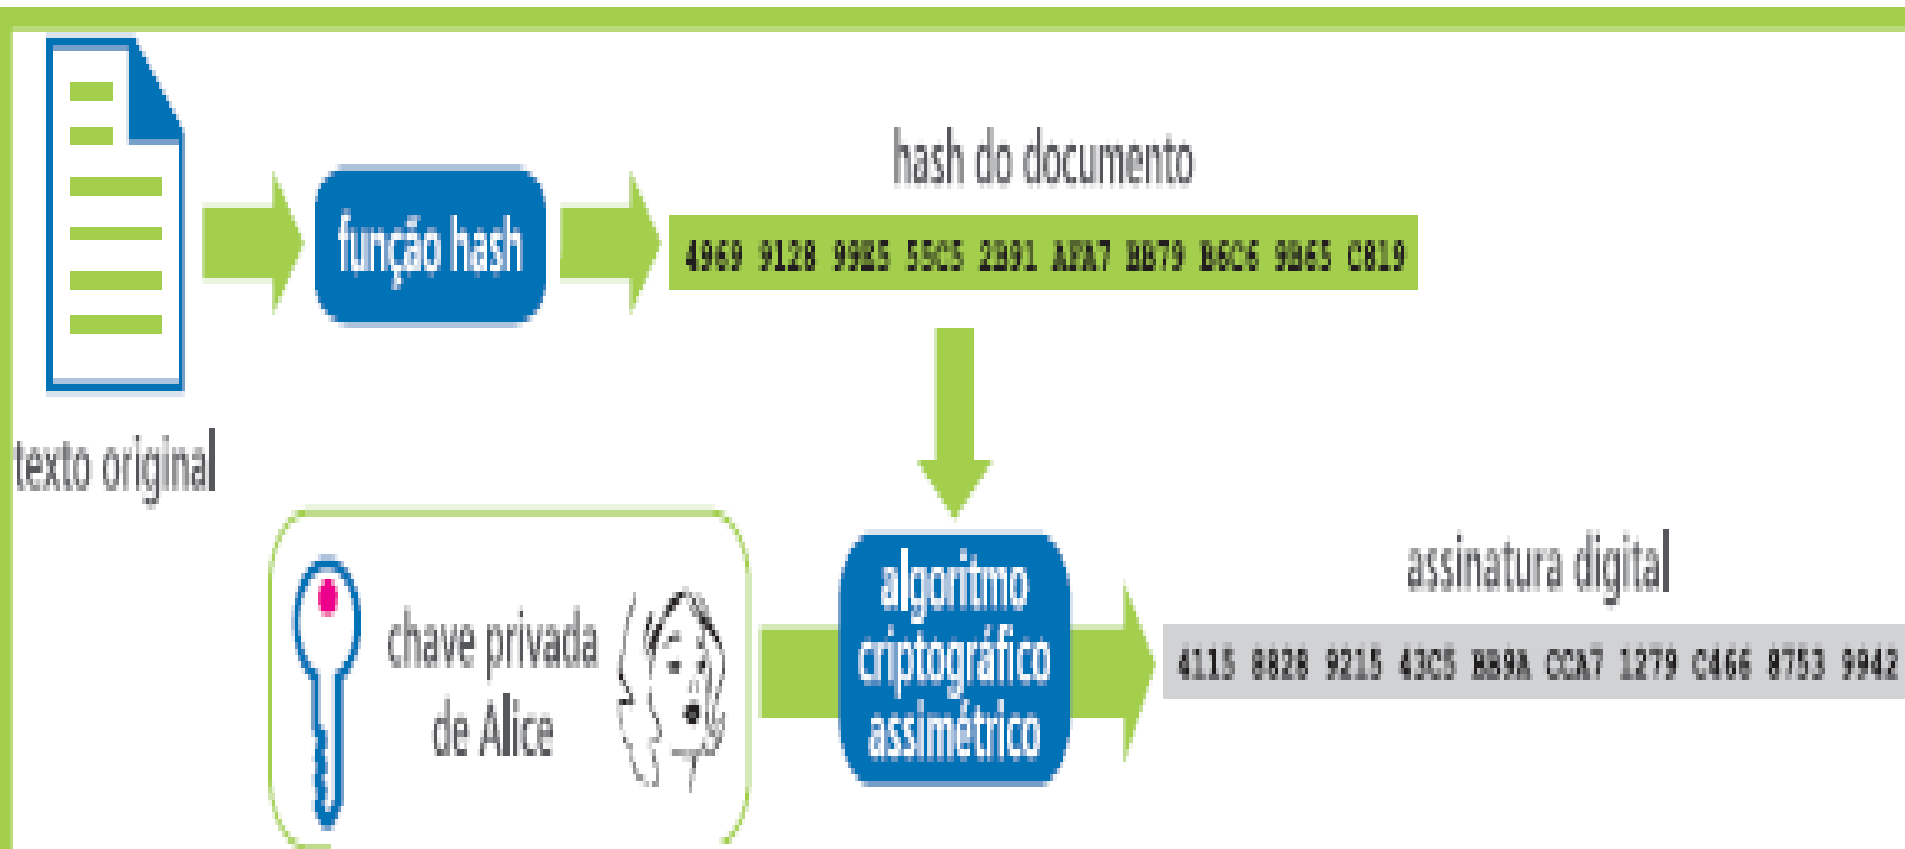 hash do documento
função hash
4969 9128 99E5 55C5 2B91 AFA7 BB79 B6C6 9B65 C819
texto original
assinatura digital
chave privada
de Alice
algoritmo
criptográfico
assimétrico
4115 8828 9215 43C5 BB9A CCA7 1279 C466 8753 9942